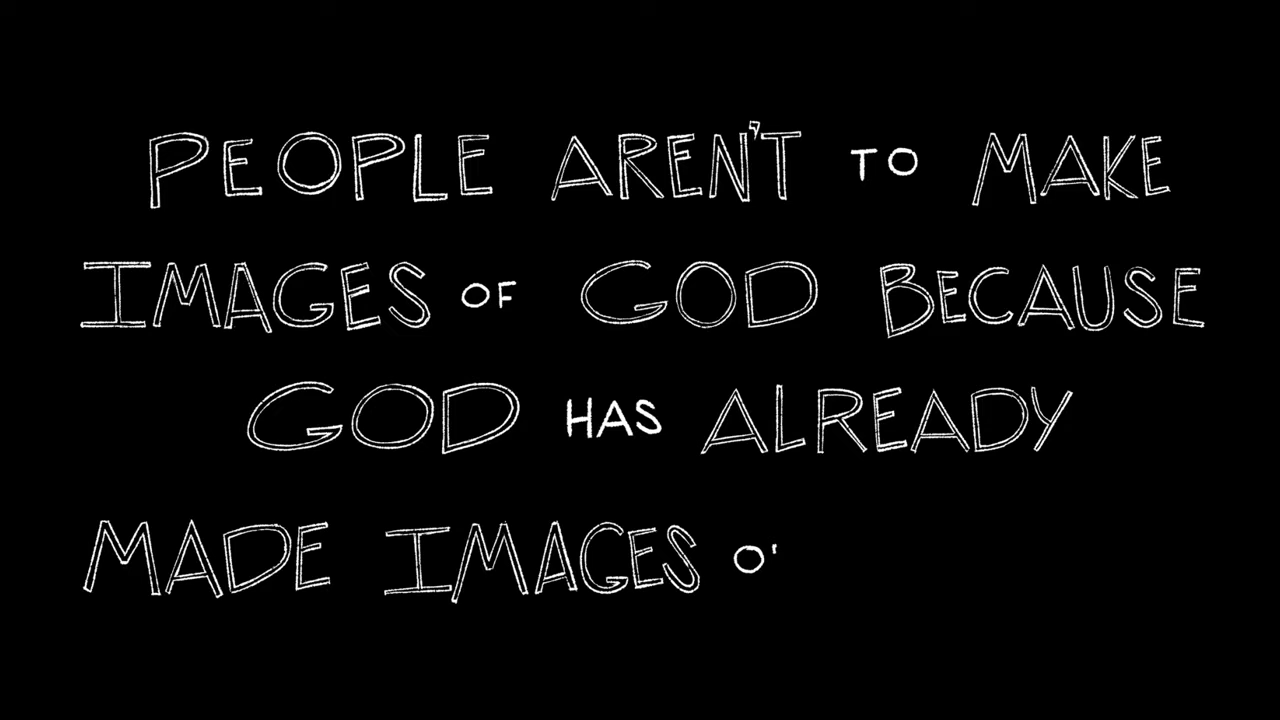 PEOPLE AREN'T TO MAKE
IMAGES OF GOD BECAUSE
GOD HAS ALREADY
MADE IMAGES O'